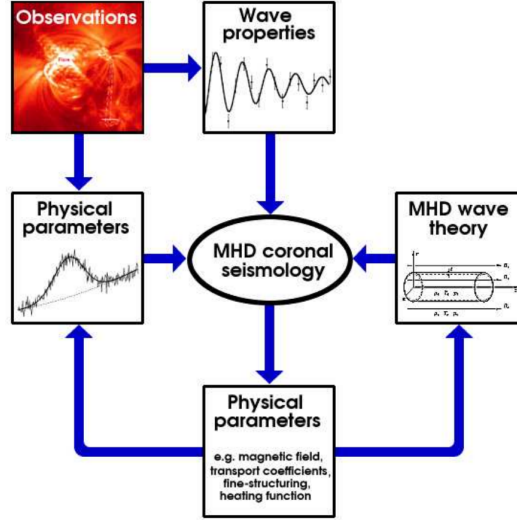 Observations
Wave
properties
Physical
parameters
MHD coronal
seismology
MHD wave
theory
Physical
parameters
e.g. magnetic field,
transport coefficients,
fine-structuring,
heating function